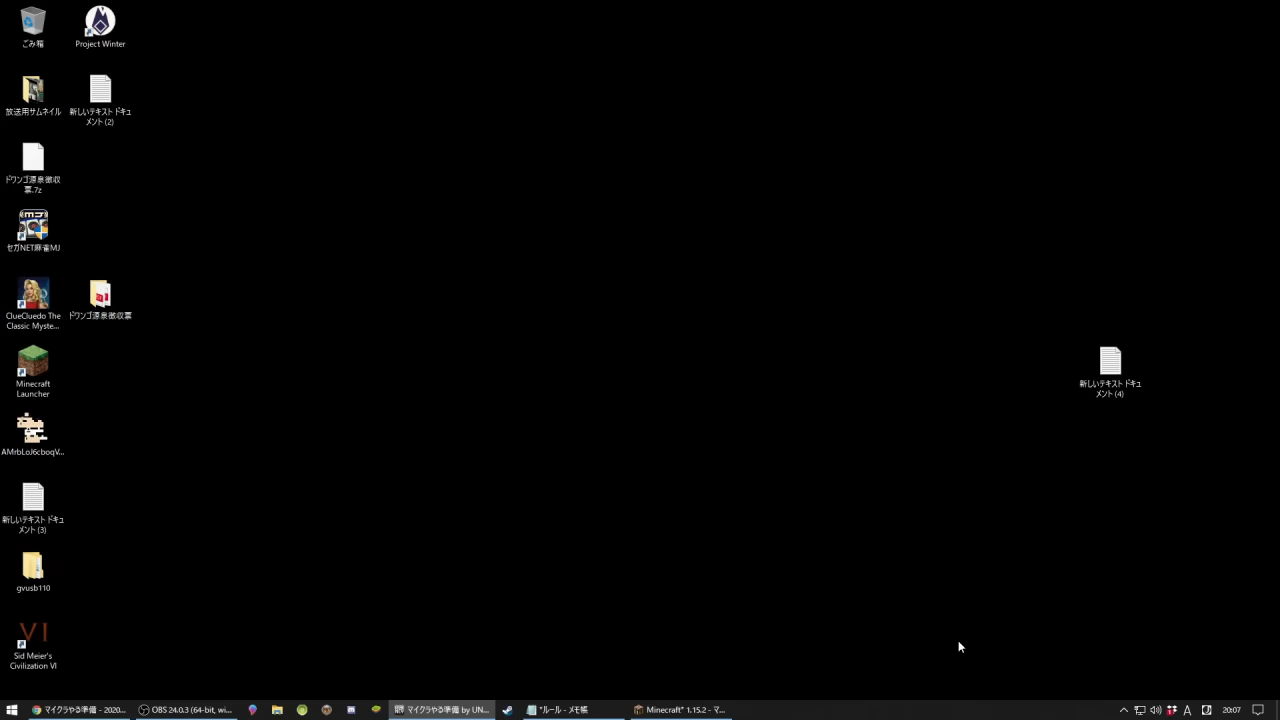 ごみ箱
Project Winter
放送用サムネイル
新しいテキスト ドキュ
メント (2)
ドワンゴ源泉徴収
票.7z
セガNET麻雀MJ
ClueCluedo The
Classic Myste...
ドワンゴ源泉徴収票
Minecraft
Launcher
新しいテキスト ドキュ
メント (4)
AMrbLoJ6cboqV...
新しいテキスト ドキュ
メント (3)
gvusb110
VI
Sid Meier's
Civilization VI
マイクラやる準備 - 2020...
OBS 24.0.3 (64-bit, wi...
マイクラやる準備 by UN...
*ルール - メモ帳
Minecraft* 1.15.2 - マ...
A
20:07